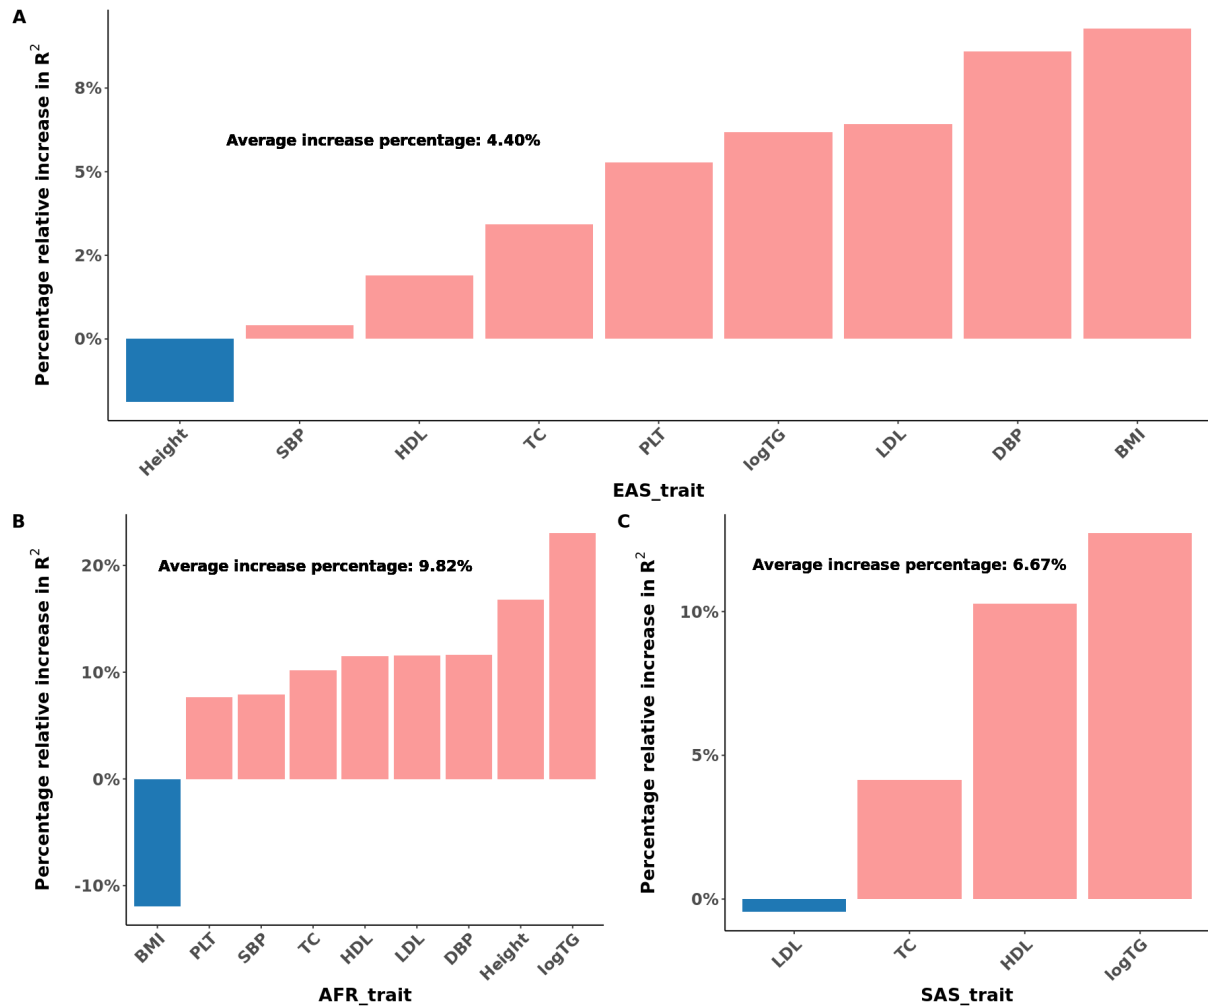 A
Percentage relative increase in R²
8%
5%
2%
0%
Average increase percentage: 4.40%
Height
SBP
HDL
TC
PLT
logTG
LDL
DBP
BMI
EAS_trait
B
Percentage relative increase in R²
20%
10%
0%
-10%
Average increase percentage: 9.82%
BMI
PLT
SBP
TC
HDL
LDL
DBP
Height
logTG
AFR_trait
C
Percentage relative increase in R²
10%
5%
0%
Average increase percentage: 6.67%
LDL
TC
HDL
logTG
SAS_trait